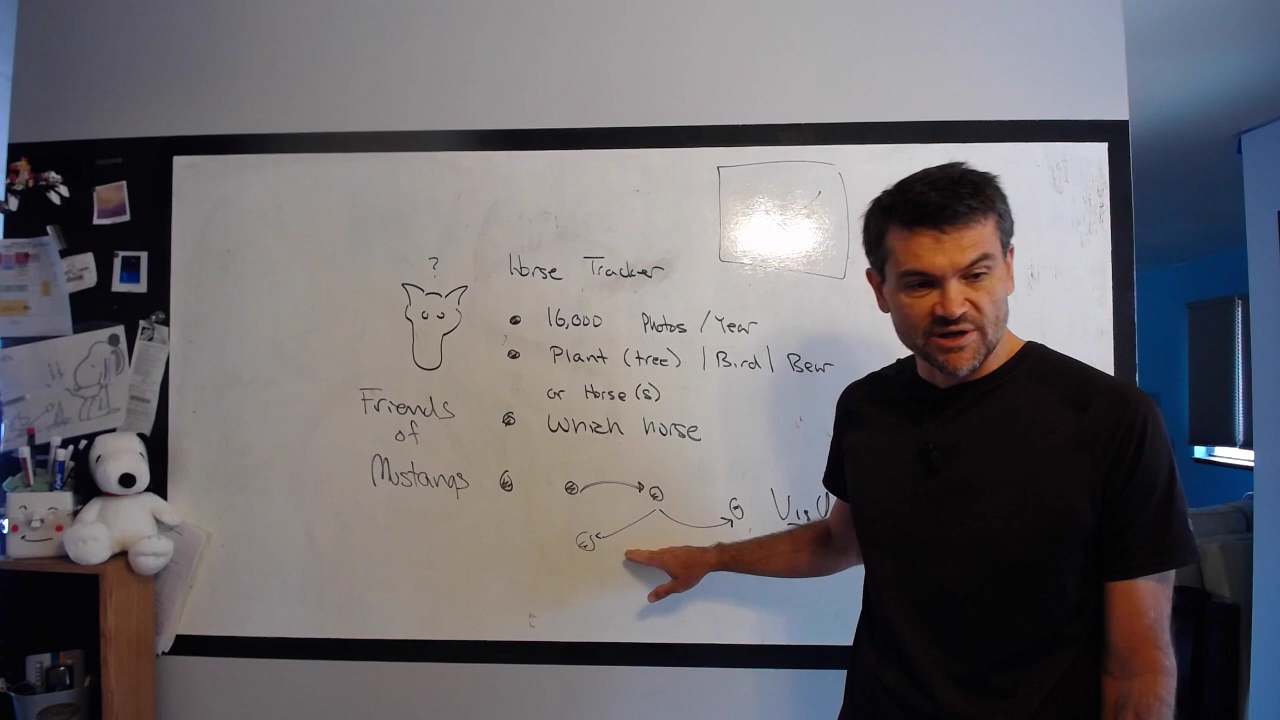 ?
Horse Tracker
• 16,000 Photos / Year
• Plant (tree) | Bird | Bear
or Horse(s)
• Which horse
Friends
of
Mustangs